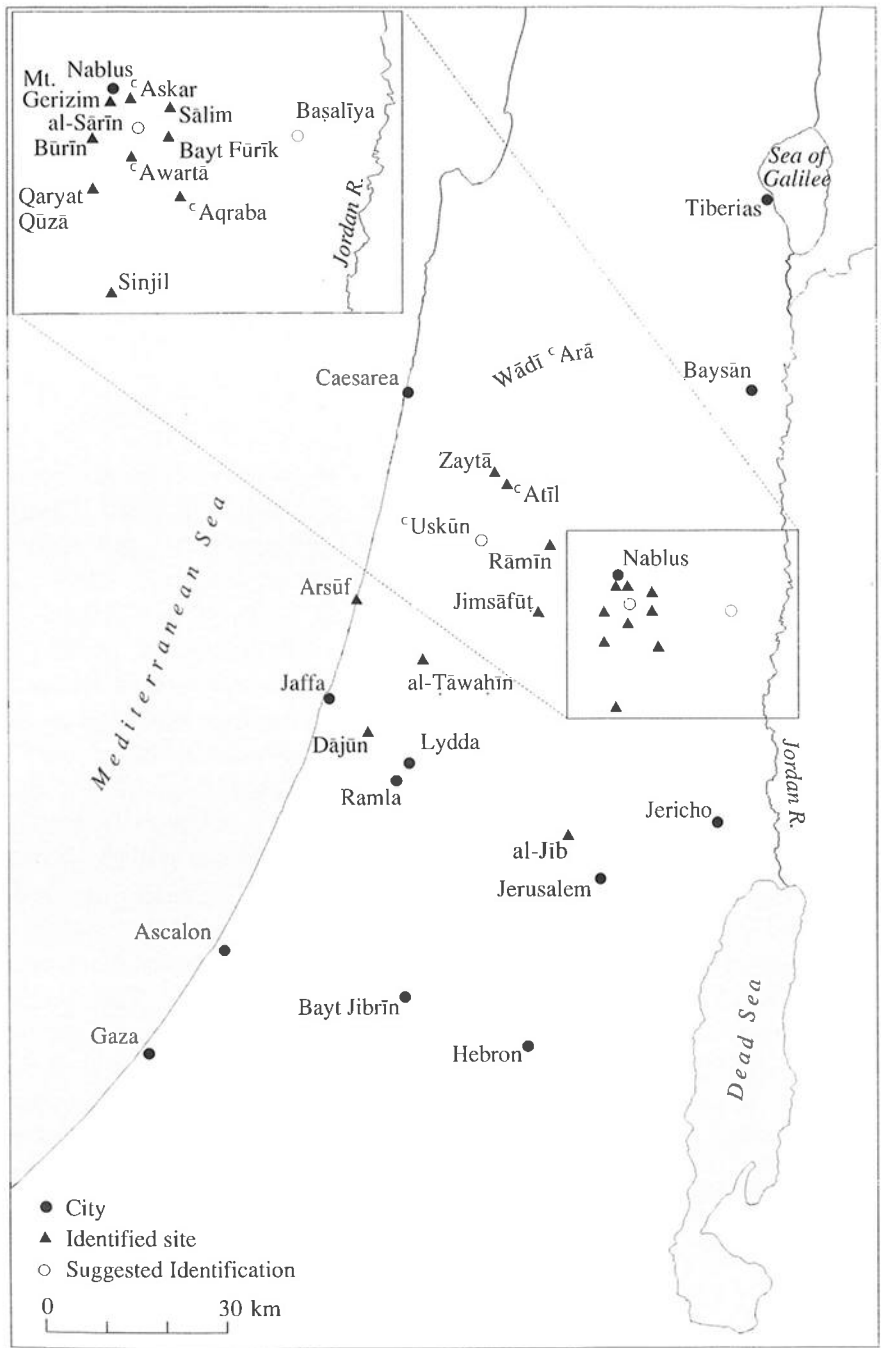 Nablus
Mt.
Gerizim
ᶜAskar
Sālim
Baṣalīya
al-Sārīn
Būrīn
Bayt Fūrīk
ᶜAwartā
Qaryat
Qūzā
ᶜAqraba
Jordan R.
Sinjil
Sea of
Galilee
Tiberias
Wādī ᶜArā
Caesarea
Baysān
Zaytā
ᶜAtīl
ᶜUskūn
Rāmīn
Nablus
Mediterranean Sea
Arsūf
Jimsāfūṭ
al-Ṭāwaḥīn
Jaffa
Dājūn
Lydda
Ramla
Jordan R.
Jericho
al-Jib
Jerusalem
Ascalon
Bayt Jibrīn
Gaza
Hebron
Dead Sea
City
Identified site
Suggested Identification
0 30 km